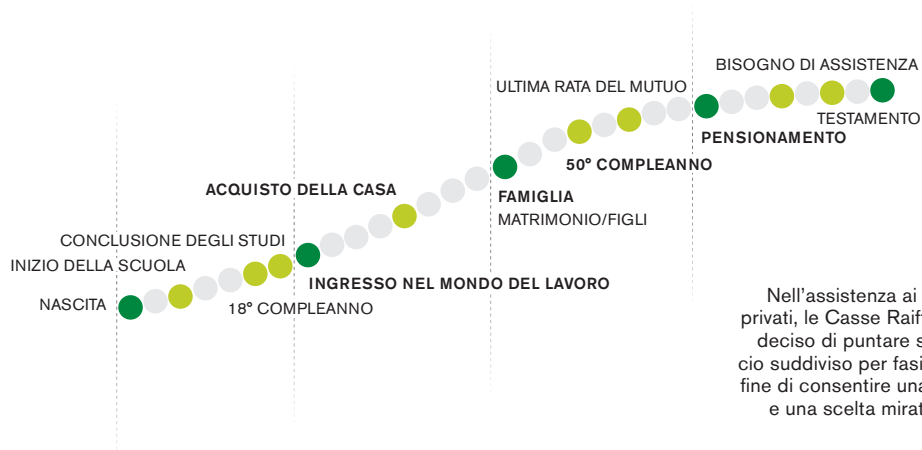 BISOGNO DI ASSISTENZA
ULTIMA RATA DEL MUTUO
TESTAMENTO
PENSIONAMENTO
50° COMPLEANNO
ACQUISTO DELLA CASA
FAMIGLIA
MATRIMONIO/FIGLI
CONCLUSIONE DEGLI STUDI
INIZIO DELLA SCUOLA
INGRESSO NEL MONDO DEL LAVORO
NASCITA
18° COMPLEANNO
Nell'assistenza ai
privati, le Casse Raiff
deciso di puntare s
cio suddiviso per fasi
fine di consentire una
e una scelta mirat